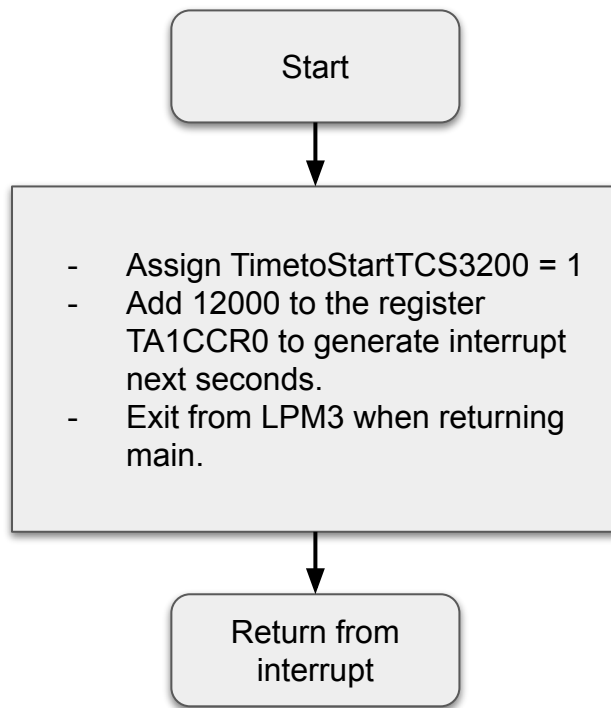 Start
- Assign TimetoStartTCS3200 = 1
- Add 12000 to the register
TA1CCR0 to generate interrupt
next seconds.
- Exit from LPM3 when returning
main.
Return from
interrupt